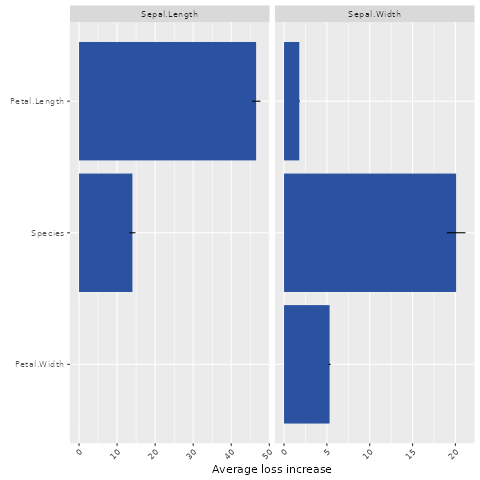 Sepal.Length Sepal.Width
Petal.Length
Species
Petal.Width
0 10 20 30 40 50 0 5 10 15 20
Average loss increase